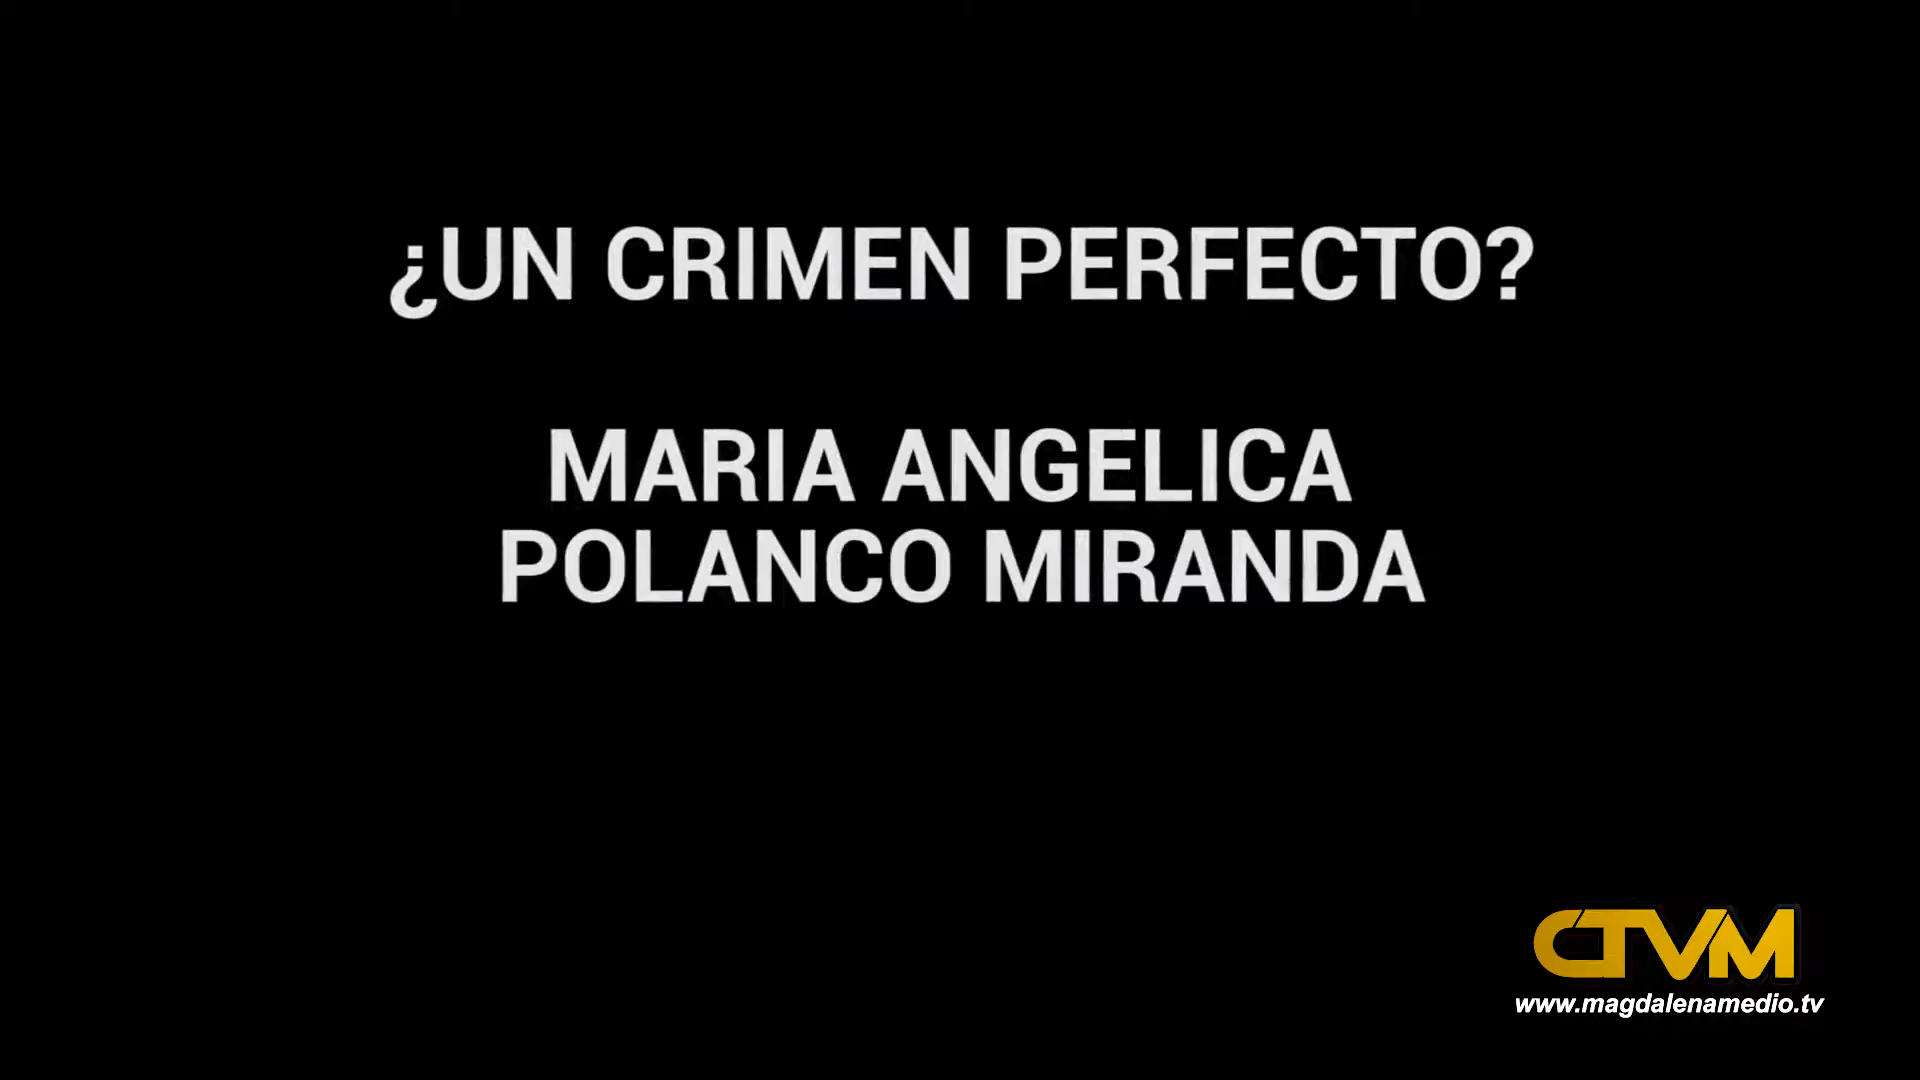 ¿UN CRIMEN PERFECTO?
MARIA ANGELICA
POLANCO MIRANDA
CTVM
www.magdalenamedio.tv